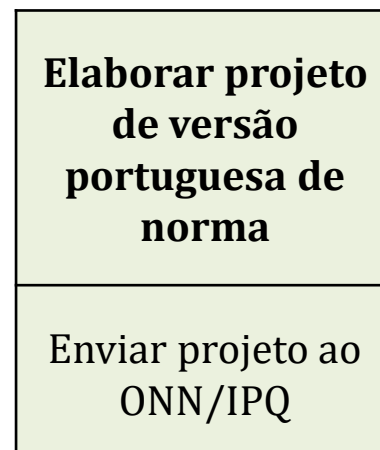 Elaborar projeto
de versão
portuguesa de
norma
Enviar projeto ao
ONN/IPQ